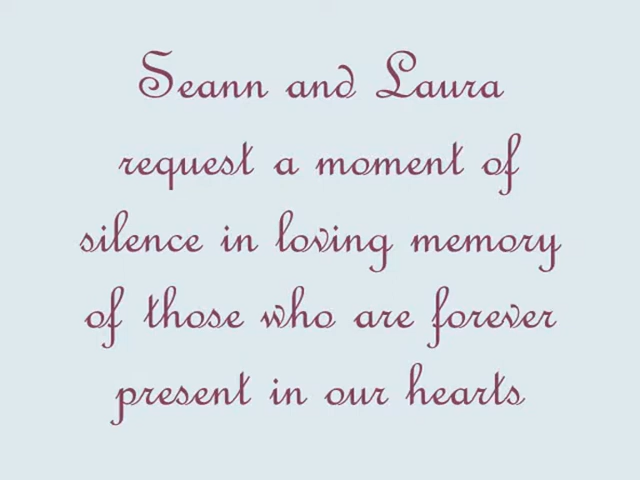 Seann and Laura
request a moment of
silence in loving memory
of those who are forever
present in our hearts